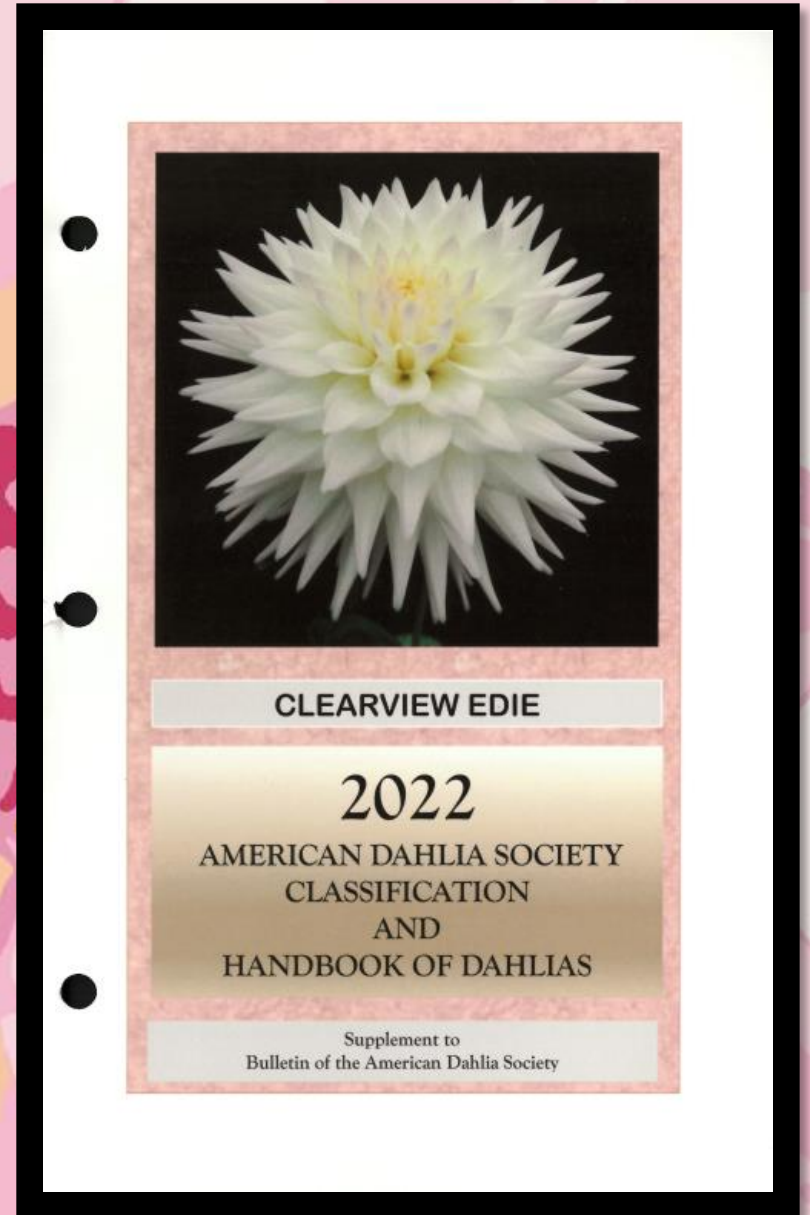 CLEARVIEW EDIE
2022
AMERICAN DAHLIA SOCIETY
CLASSIFICATION
AND
HANDBOOK OF DAHLIAS
Supplement to
Bulletin of the American Dahlia Society